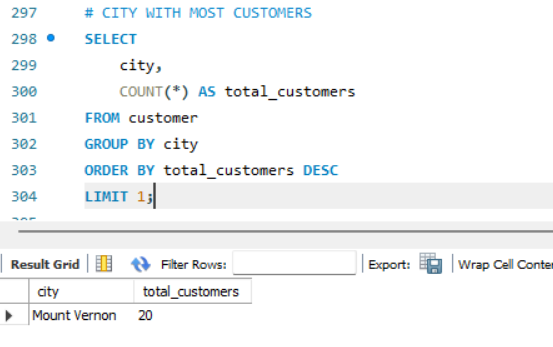 297 # CITY WITH MOST CUSTOMERS
298 SELECT
299 city,
300 COUNT(*) AS total_customers
301 FROM customer
302 GROUP BY city
303 ORDER BY total_customers DESC
304 LIMIT 1;
Result Grid Filter Rows: Export: Wrap Cell Conte
city total_customers
Mount Vernon 20